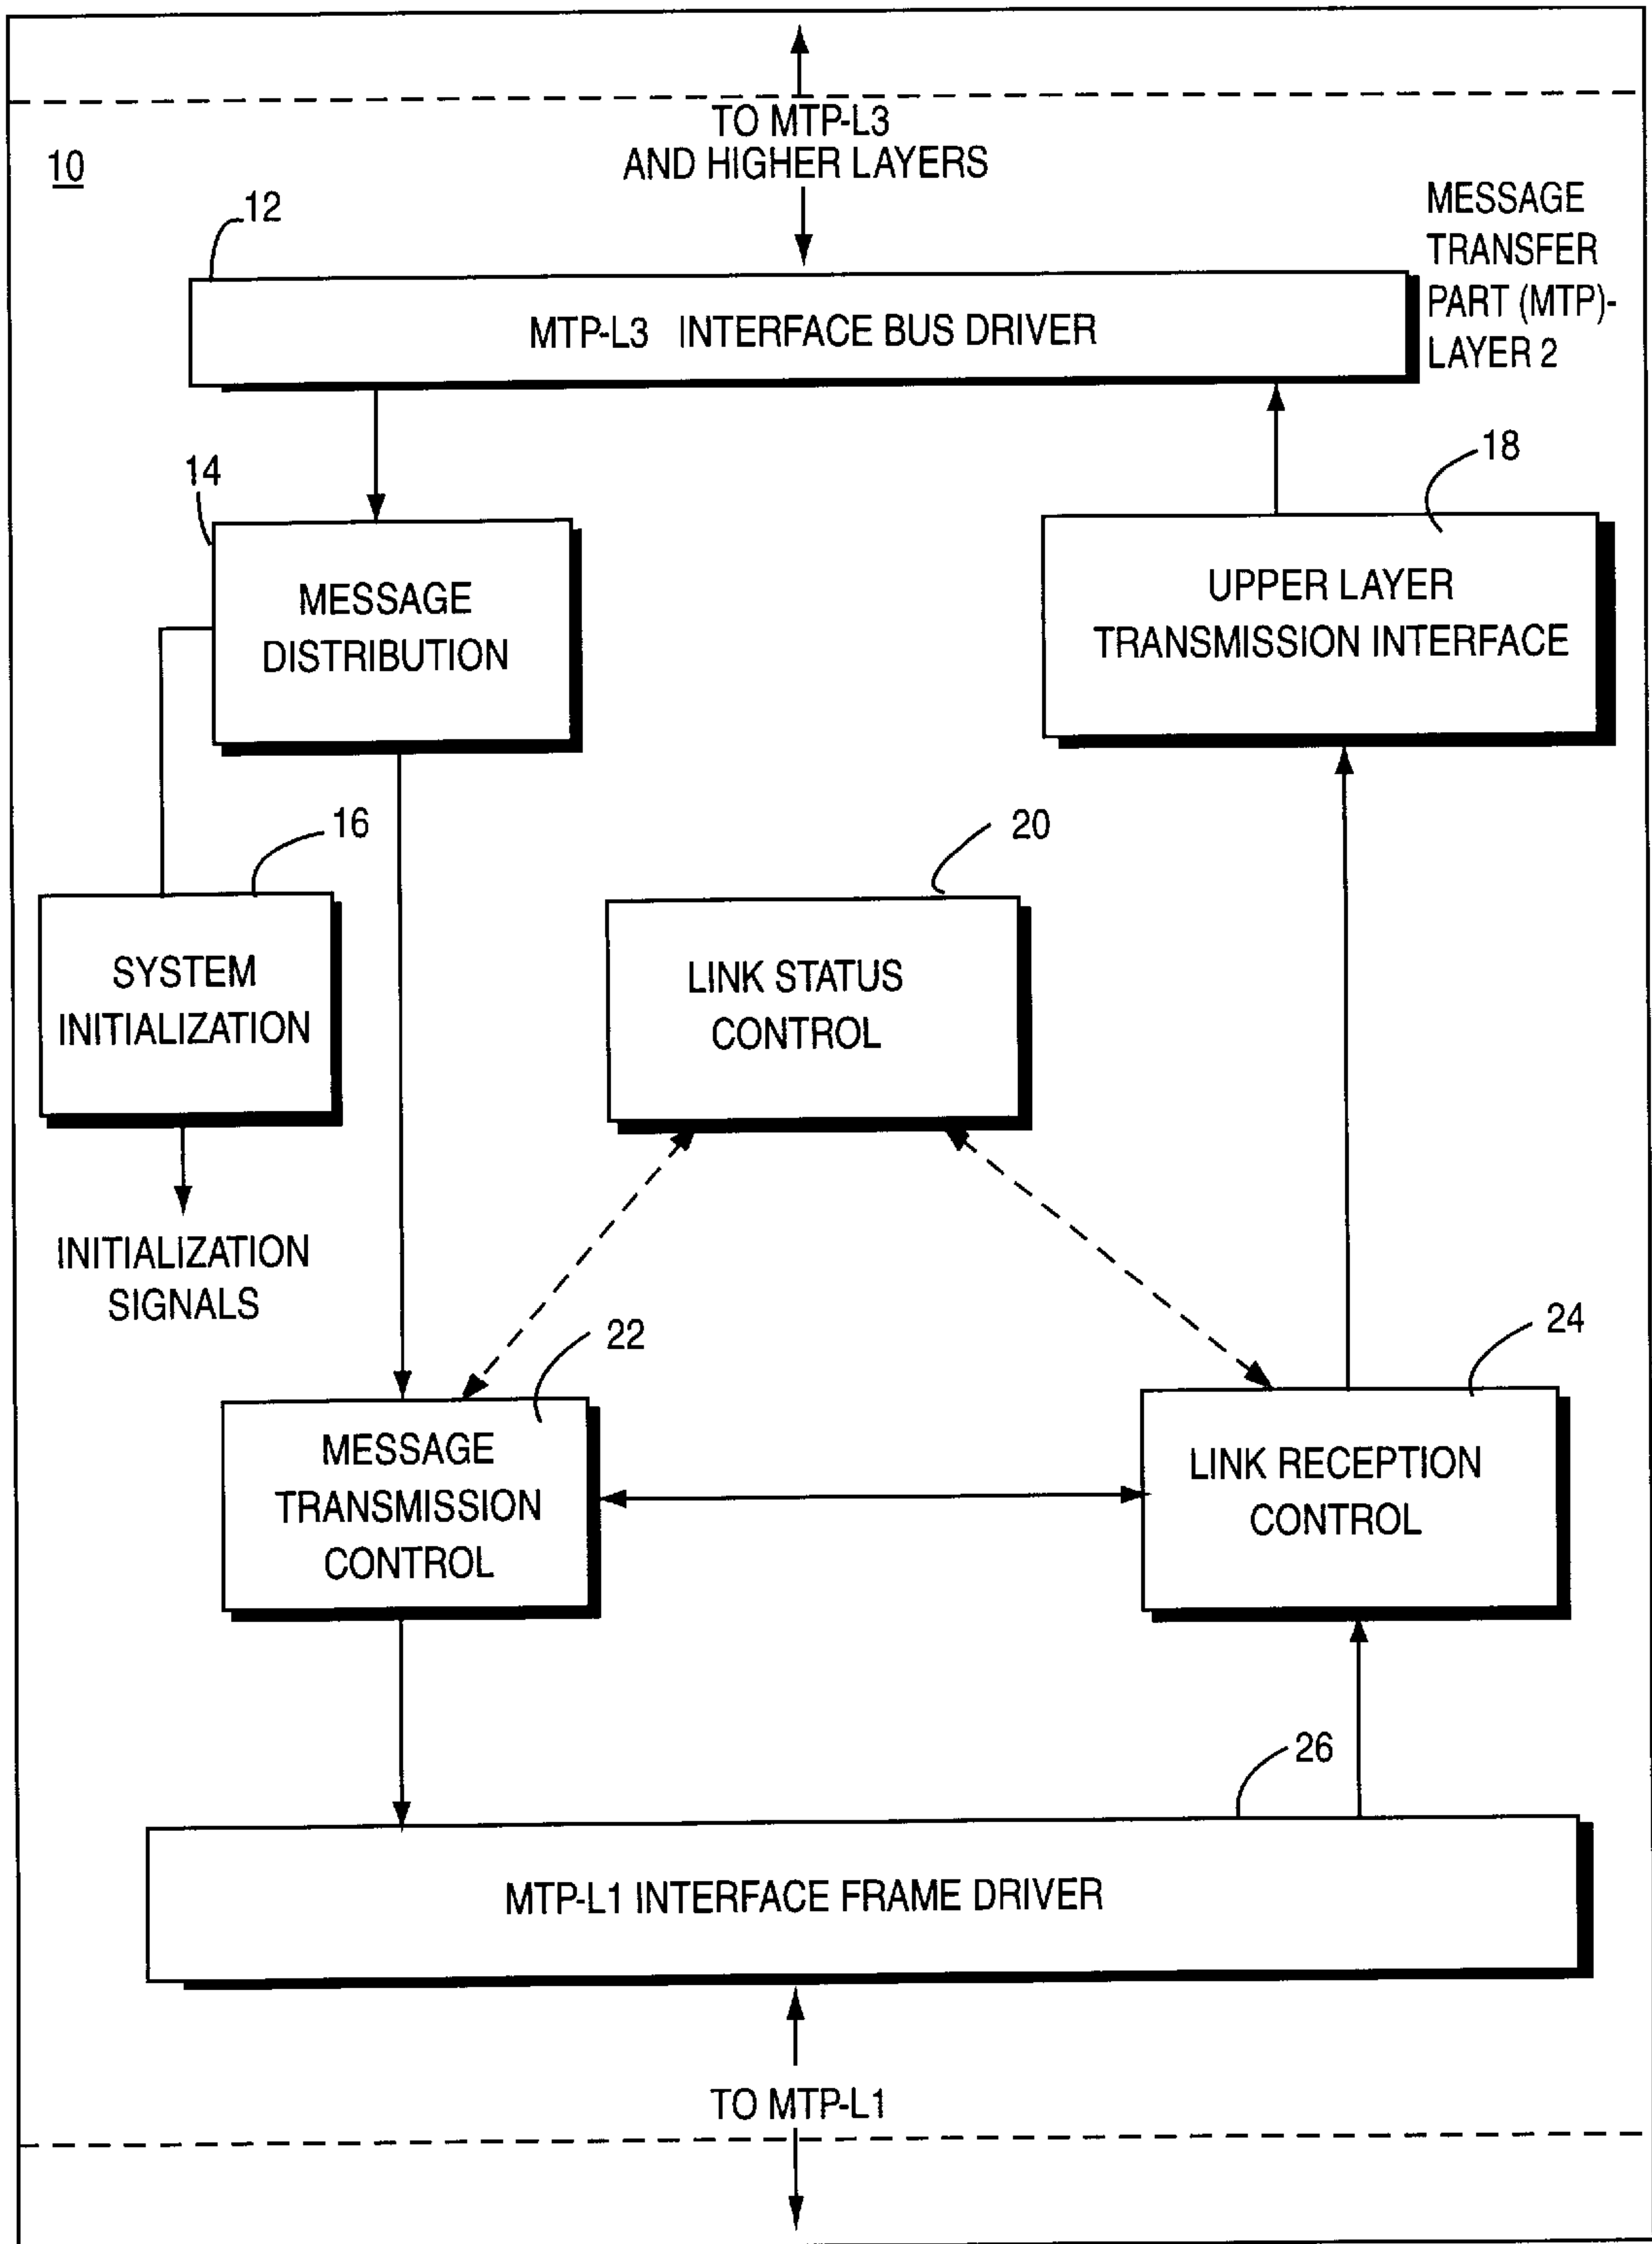 TO MTP-L3
AND HIGHER LAYERS
10
12
MESSAGE
TRANSFER
PART (MTP)-
LAYER 2
MTP-L3 INTERFACE BUS DRIVER
14
18
MESSAGE
DISTRIBUTION
UPPER LAYER
TRANSMISSION INTERFACE
16
20
SYSTEM
INITIALIZATION
LINK STATUS
CONTROL
INITIALIZATION
SIGNALS
22
24
MESSAGE
TRANSMISSION
CONTROL
LINK RECEPTION
CONTROL
26
MTP-L1 INTERFACE FRAME DRIVER
TO MTP-L1